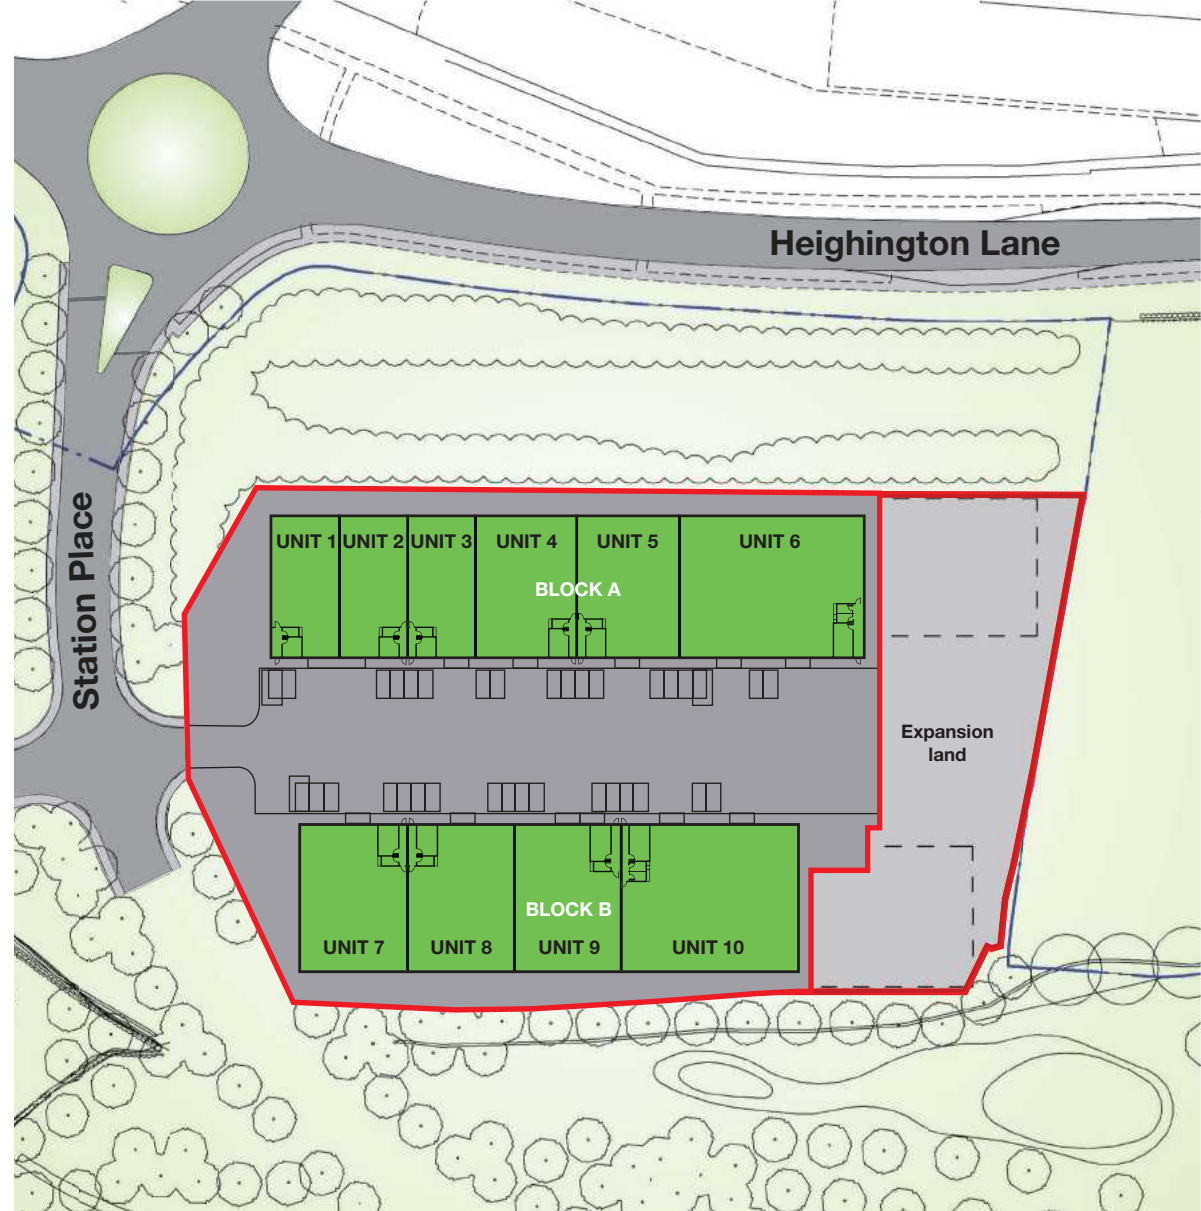 Heighington Lane
Station Place
UNIT 1 UNIT 2 UNIT 3 UNIT 4 UNIT 5 UNIT 6
BLOCK A
Expansion
land
BLOCK B
UNIT 7 UNIT 8 UNIT 9 UNIT 10